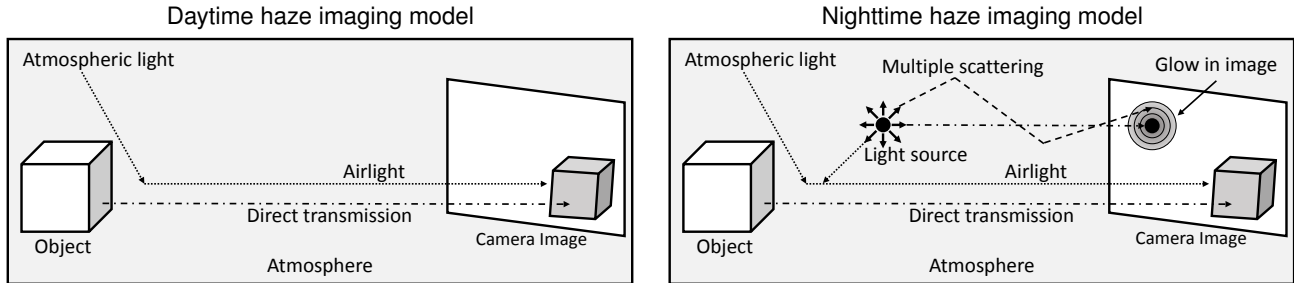 Daytime haze imaging model
Atmospheric light
Airlight
Direct transmission
Object
Camera Image
Atmosphere
Nighttime haze imaging model
Atmospheric light
Multiple scattering
Glow in image
Light source
Airlight
Direct transmission
Object
Camera Image
Atmosphere